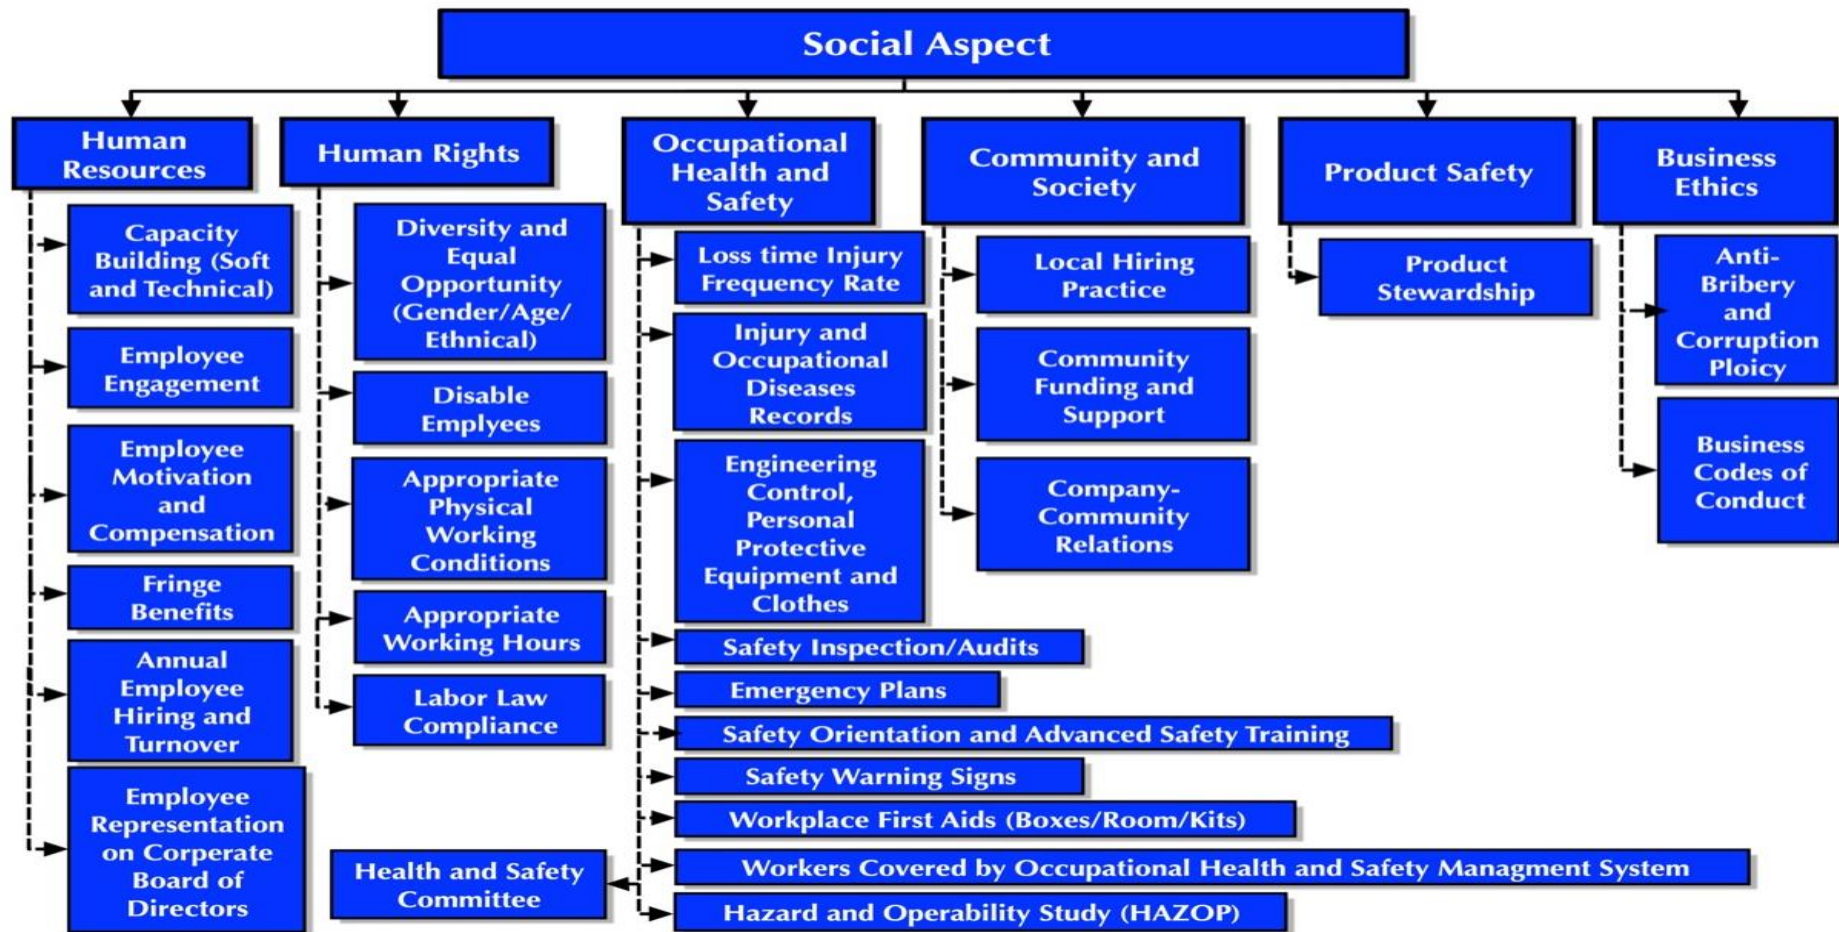 Social Aspect
Human
Resources
Capacity
Building (Soft
and Technical)
Employee
Engagement
Employee
Motivation
and
Compensation
Fringe
Benefits
Annual
Employee
Hiring and
Turnover
Employee
Representation
on Corperate
Board of
Directors
Human Rights
Diversity and
Equal
Opportunity
(Gender/Age/
Ethnical)
Disable
Emplyees
Appropriate
Physical
Working
Conditions
Appropriate
Working Hours
Labor Law
Compliance
Occupational
Health and
Safety
Loss time Injury
Frequency Rate
Injury and
Occupational
Diseases
Records
Engineering
Control,
Personal
Protective
Equipment and
Clothes
Safety Inspection/Audits
Emergency Plans
Safety Orientation and Advanced Safety Training
Safety Warning Signs
Workplace First Aids (Boxes/Room/Kits)
Workers Covered by Occupational Health and Safety Managment System
Health and Safety
Committee
Hazard and Operability Study (HAZOP)
Community and
Society
Local Hiring
Practice
Community
Funding and
Support
Company-
Community
Relations
Product Safety
Product
Stewardship
Business
Ethics
Anti-
Bribery
and
Corruption
Ploicy
Business
Codes of
Conduct